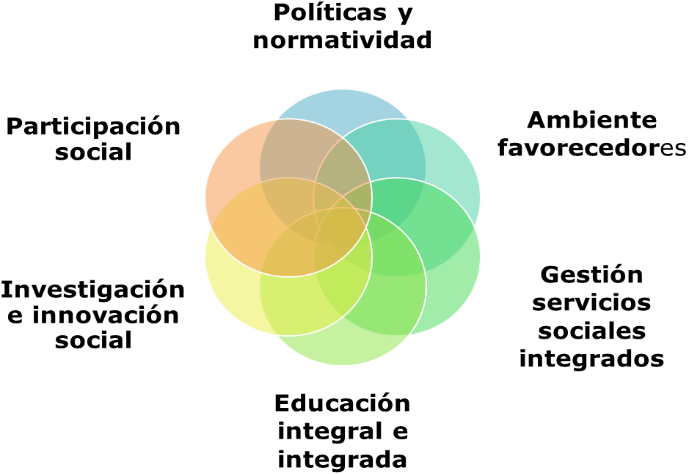 Políticas y
normatividad
Participación
social
Ambiente
favorecedores
Investigación
e innovación
social
Gestión
servicios
sociales
integrados
Educación
integral e
integrada